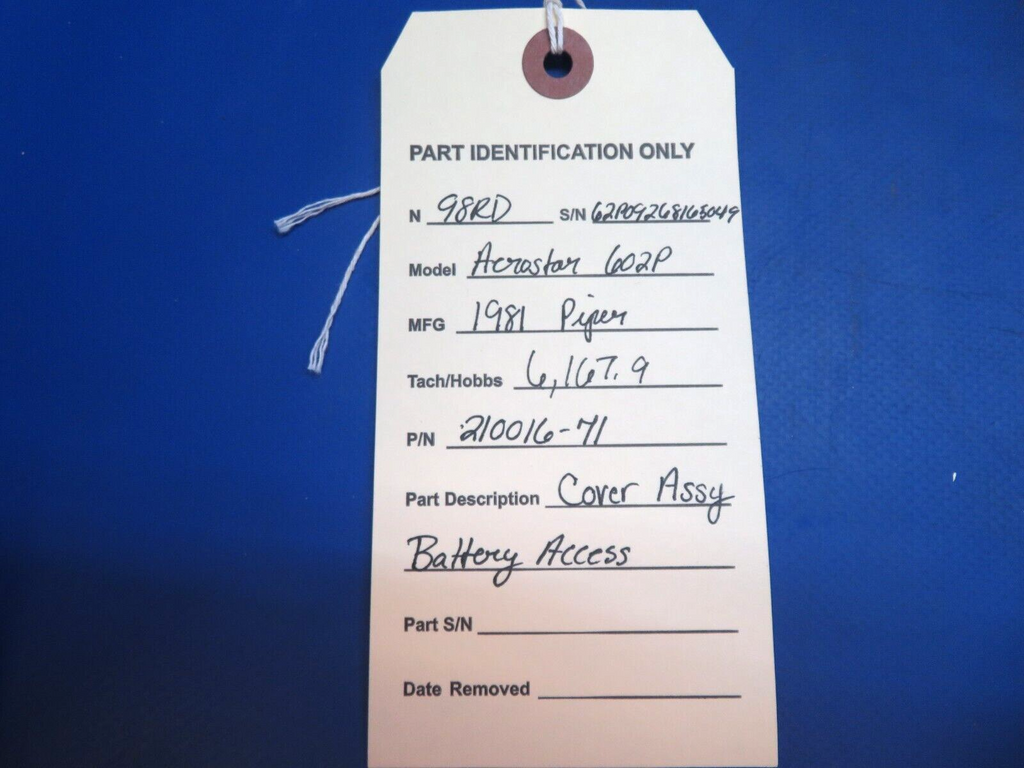 PART IDENTIFICATION ONLY
N 98RD S/N
Model Aerostar 602P
MFG 1981 Piper
Tach/Hobbs 6,167.9
P/N 210016-71
Part Description Cover Assy
Battery Access
Part S/N
Date Removed